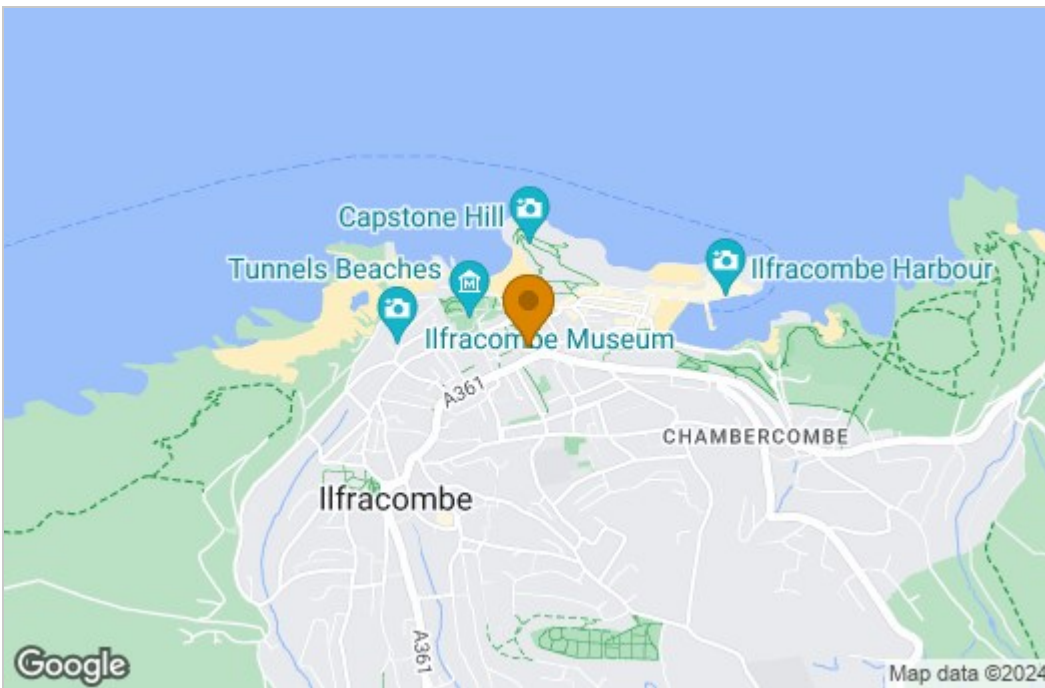 Capstone Hill
Tunnels Beaches
Ilfracombe Harbour
Ilfracombe Museum
A361
CHAMBERCOMBE
Ilfracombe
A361
Google
Map data ©2024